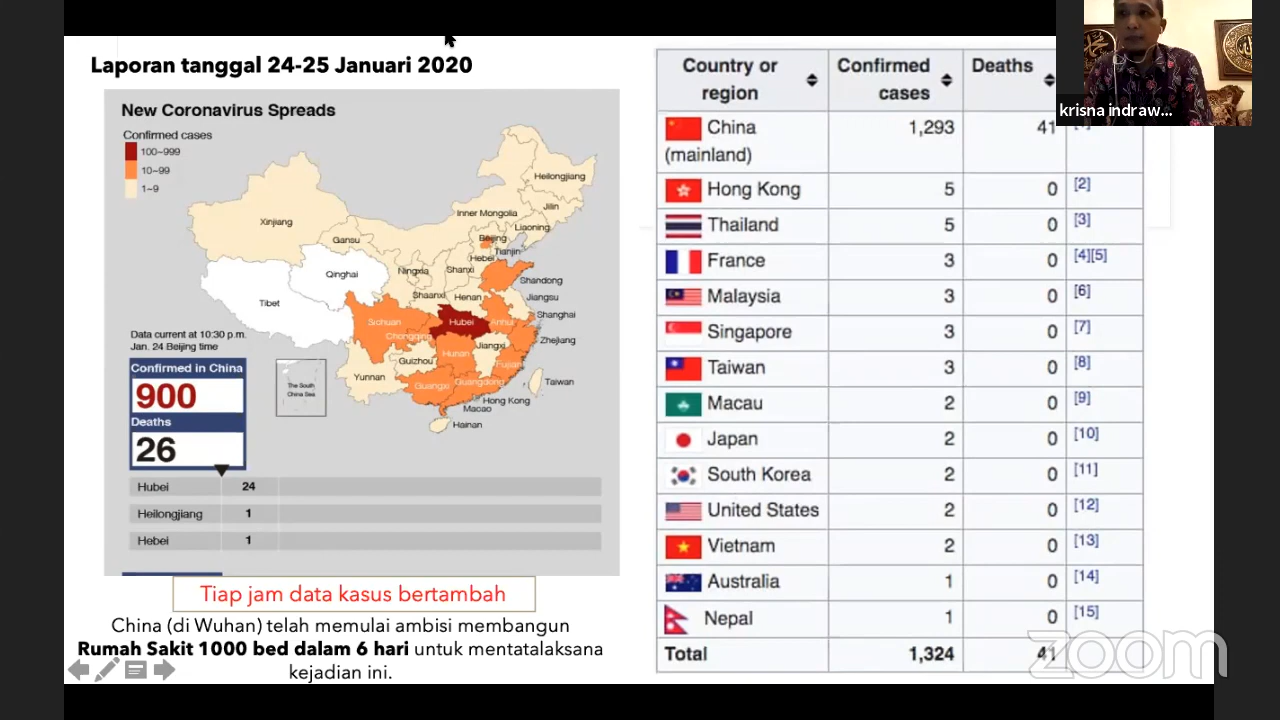 Laporan tanggal 24-25 Januari 2020
New Coronavirus Spreads
Confirmed cases
100~999
10~99
1~9
Heilongjiang
Jilin
Inner Mongolia
Liaoning
Xinjiang
Gansu
Beijing
Tianjin
Hebei
Qinghai
Ningxia
Shanxi
Shandong
Shaanxi
Henan
Jiangsu
Tibet
Shanghai
Sichuan
Hubei
Anhui
Chongqing
Zhejiang
Hunan
Jiangxi
Guizhou
Fujian
Yunnan
Guangxi
Guangdong
Taiwan
Hong Kong
Macao
Hainan
The South
China Sea
Data current at 10:30 p.m.
Jan. 24 Beijing time
Confirmed in China
900
Deaths
26
Hubei 24
Heilongjiang 1
Hebei 1
Tiap jam data kasus bertambah
China (di Wuhan) telah memulai ambisi membangun
Rumah Sakit 1000 bed dalam 6 hari untuk mentatalaksana
kejadian ini.
Country or region Confirmed cases Deaths
China (mainland) 1,293 41
Hong Kong 5 0 [2]
Thailand 5 0 [3]
France 3 0 [4][5]
Malaysia 3 0 [6]
Singapore 3 0 [7]
Taiwan 3 0 [8]
Macau 2 0 [9]
Japan 2 0 [10]
South Korea 2 0 [11]
United States 2 0 [12]
Vietnam 2 0 [13]
Australia 1 0 [14]
Nepal 1 0 [15]
Total 1,324 41
krisna indraw...
zoom